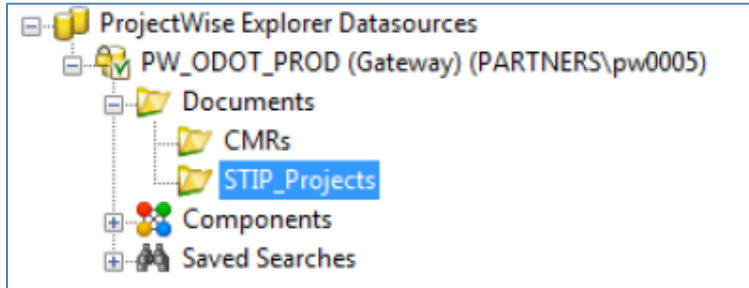 ProjectWise Explorer Datasources
PW_ODOT_PROD (Gateway) (PARTNERS\pw0005)
Documents
CMRs
STIP_Projects
Components
Saved Searches